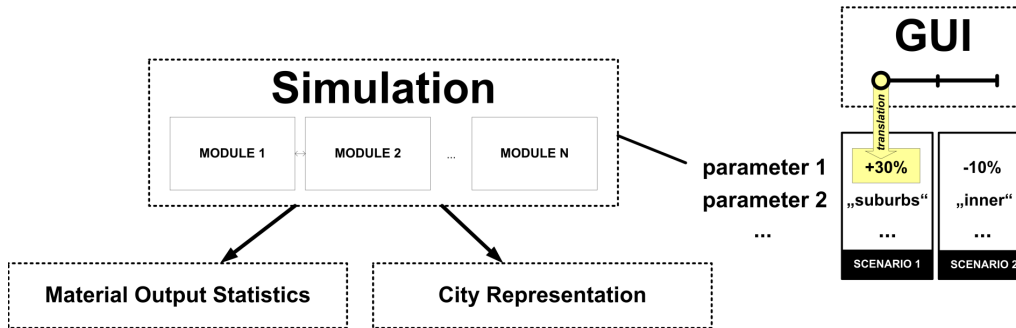 GUI
Simulation
translation
MODULE 1
MODULE 2
...
MODULE N
parameter 1
+30%
-10%
parameter 2
„suburbs“
„inner“
...
...
...
SCENARIO 1
SCENARIO 2
Material Output Statistics
City Representation